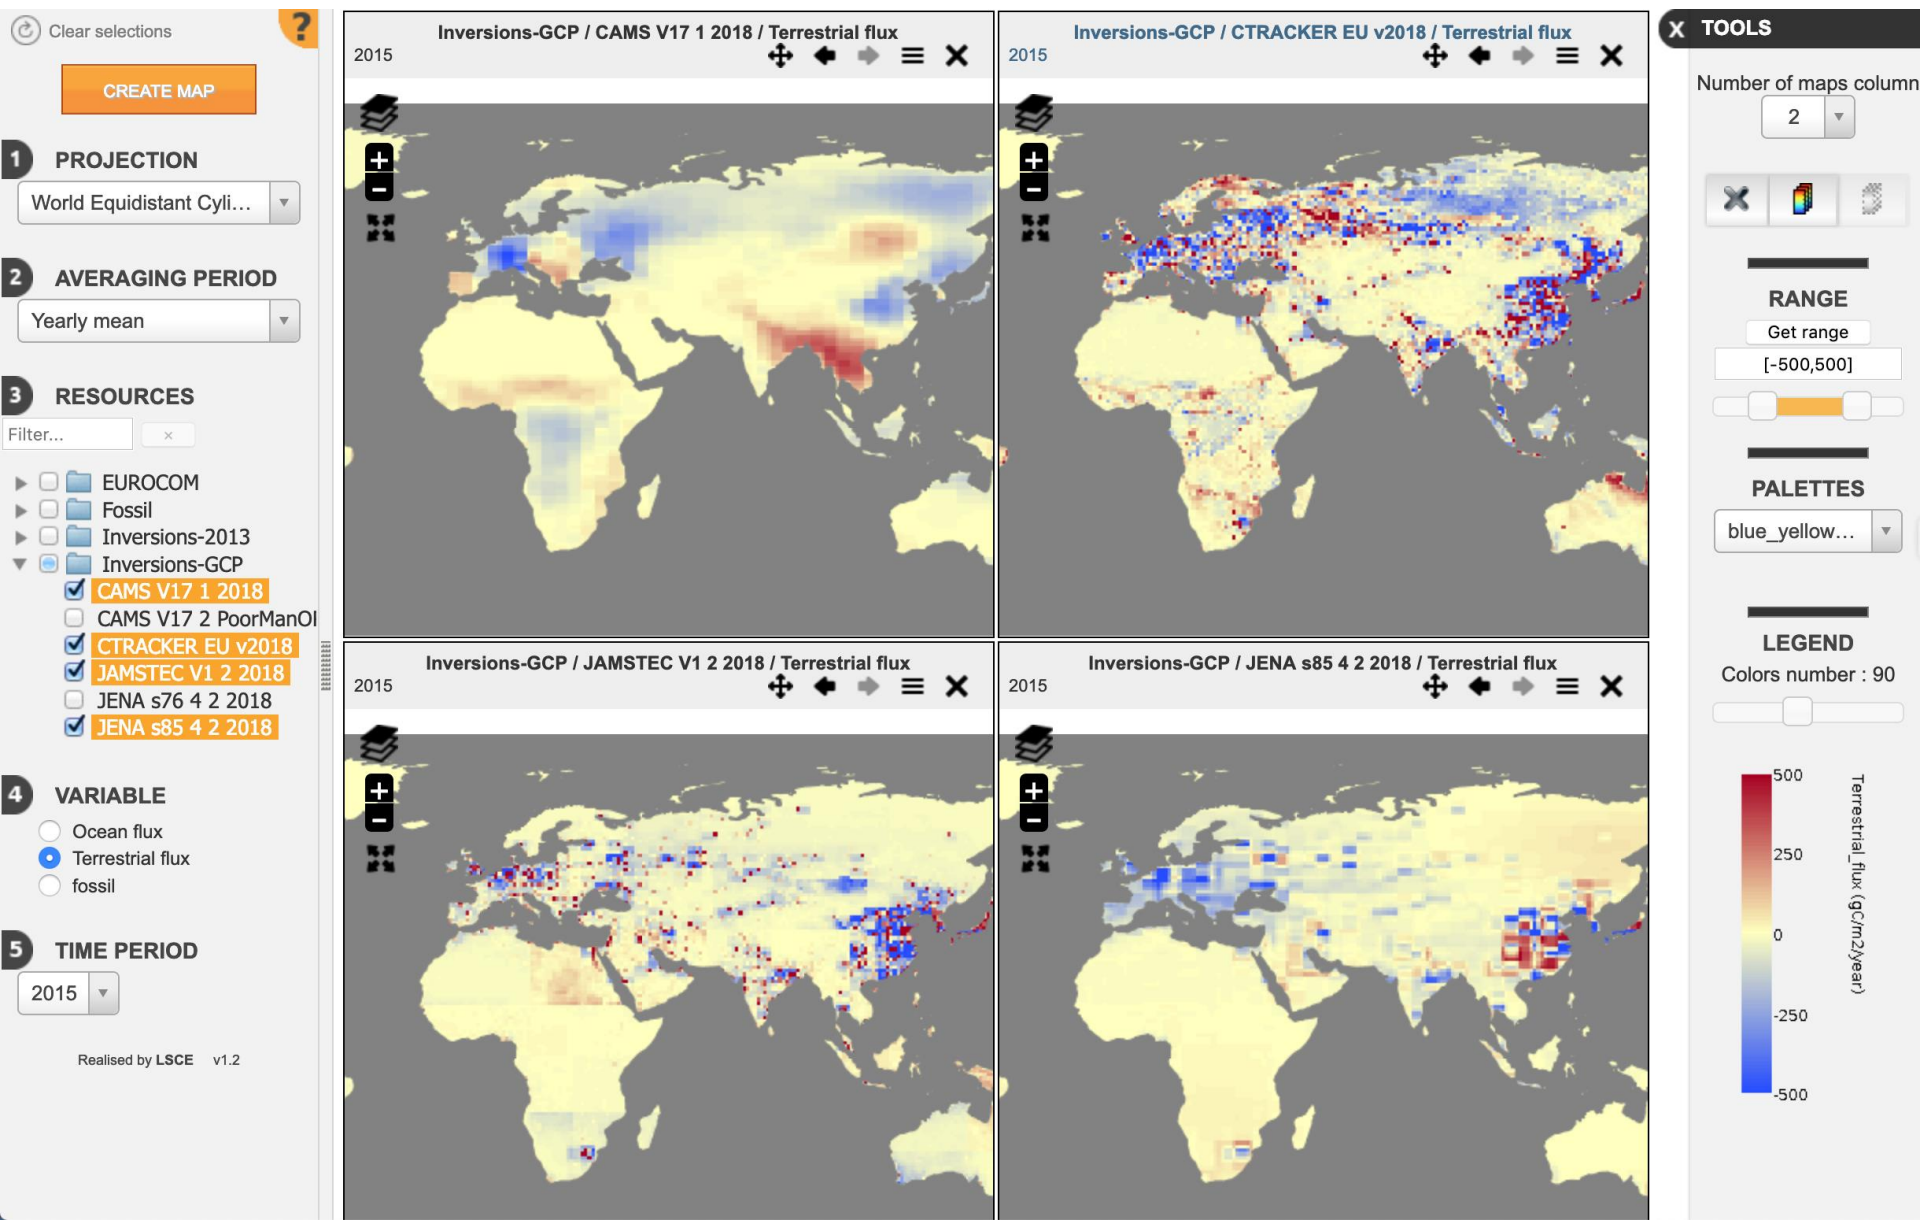 Clear selections
?
CREATE MAP
1 PROJECTION
World Equidistant Cyli...
2 AVERAGING PERIOD
Yearly mean
3 RESOURCES
Filter...
×
EUROCOM
Fossil
Inversions-2013
Inversions-GCP
CAMS V17 1 2018
CAMS V17 2 PoorManOI
CTRACKER EU v2018
JAMSTEC V1 2 2018
JENA s76 4 2 2018
JENA s85 4 2 2018
4 VARIABLE
Ocean flux
Terrestrial flux
fossil
5 TIME PERIOD
2015
Realised by LSCE v1.2
Inversions-GCP / CAMS V17 1 2018 / Terrestrial flux
2015
+
−
Inversions-GCP / CTRACKER EU v2018 / Terrestrial flux
2015
+
−
Inversions-GCP / JAMSTEC V1 2 2018 / Terrestrial flux
2015
+
−
Inversions-GCP / JENA s85 4 2 2018 / Terrestrial flux
2015
+
−
X TOOLS
Number of maps column
2
RANGE
Get range
[-500,500]
PALETTES
blue_yellow...
LEGEND
Colors number : 90
500
250
0
-250
-500
Terrestrial_flux (gC/m2/year)